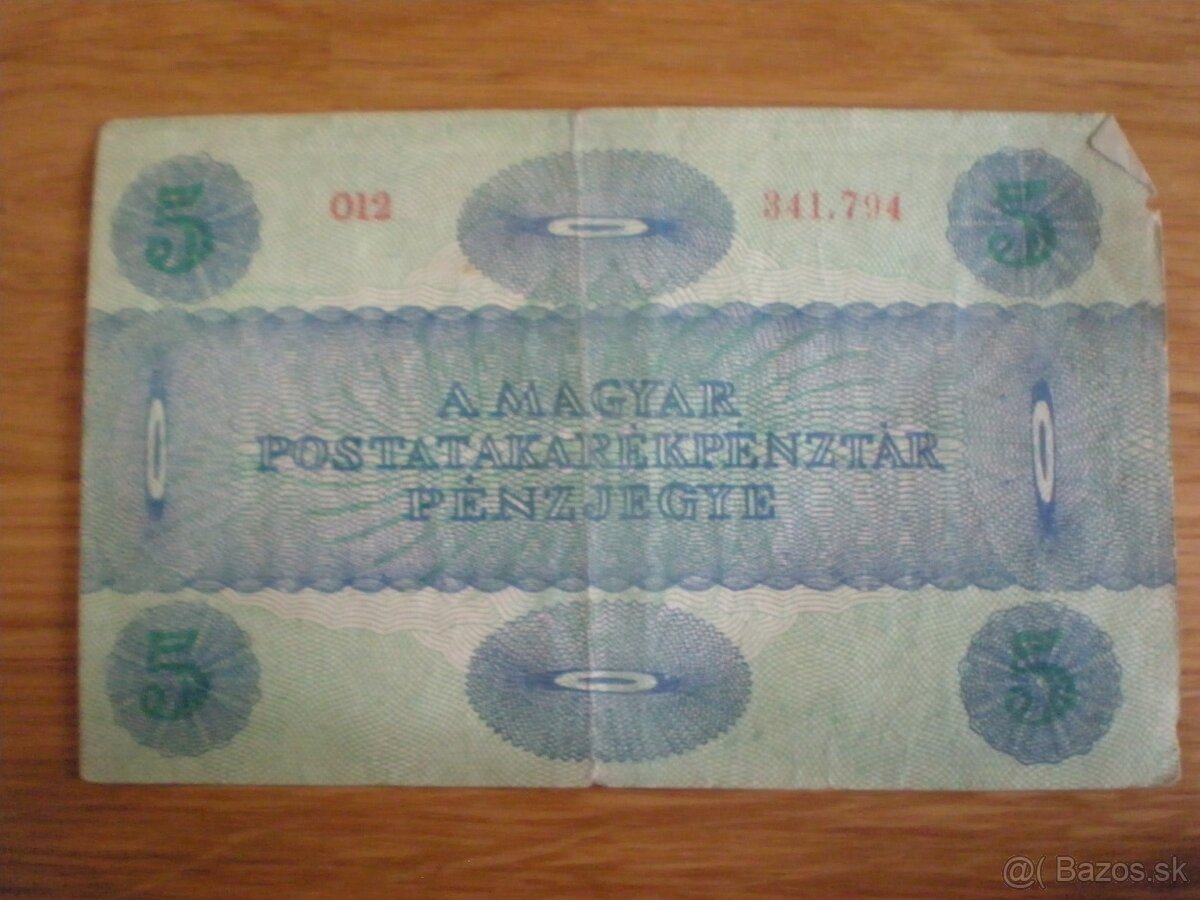 5 012 341.794 5
A MAGYAR
POSTATAKARÉKPÉNZTÁR
PÉNZJEGYE
5 5
@( Bazos.sk